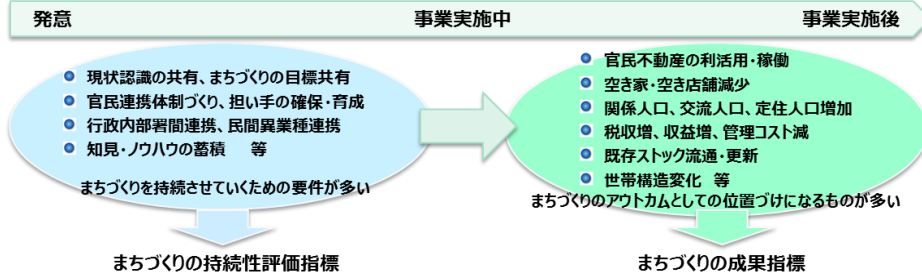 発意 事業実施中 事業実施後
現状認識の共有、まちづくりの目標共有
官民連携体制づくり、担い手の確保・育成
行政内部署間連携、民間異業種連携
知見・ノウハウの蓄積 等
まちづくりを持続させていくための要件が多い
まちづくりの持続性評価指標
官民不動産の利活用・稼働
空き家・空き店舗減少
関係人口、交流人口、定住人口増加
税収増、収益増、管理コスト減
既存ストック流通・更新
世帯構造変化 等
まちづくりのアウトカムとしての位置づけになるものが多い
まちづくりの成果指標